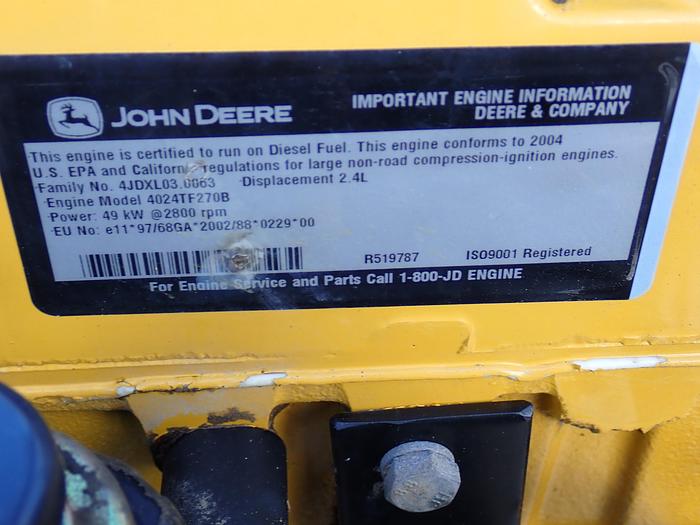 JOHN DEERE
IMPORTANT ENGINE INFORMATION
DEERE & COMPANY
This engine is certified to run on Diesel Fuel. This engine conforms to 2004
U.S. EPA and California regulations for large non-road compression-ignition engines.
Family No. 4JDXL03.0063 Displacement 2.4L
Engine Model 4024TF270B
Power: 49 kW @2800 rpm
EU No: e11*97/68GA*2002/88*0229*00
R519787 ISO9001 Registered
For Engine Service and Parts Call 1-800-JD ENGINE